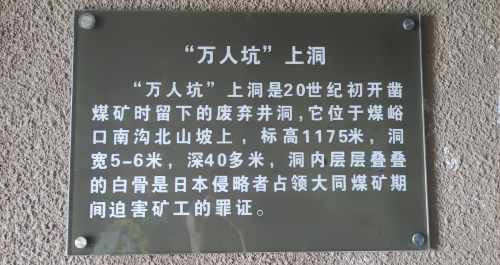 “万人坑”上洞
“万人坑”上洞是20世纪初开凿
煤矿时留下的废弃井洞,它位于煤峪
口南沟北山坡上，标高1175米，洞
宽5-6米，深40多米，洞内层层叠叠
的白骨是日本侵略者占领大同煤矿期
间迫害矿工的罪证。